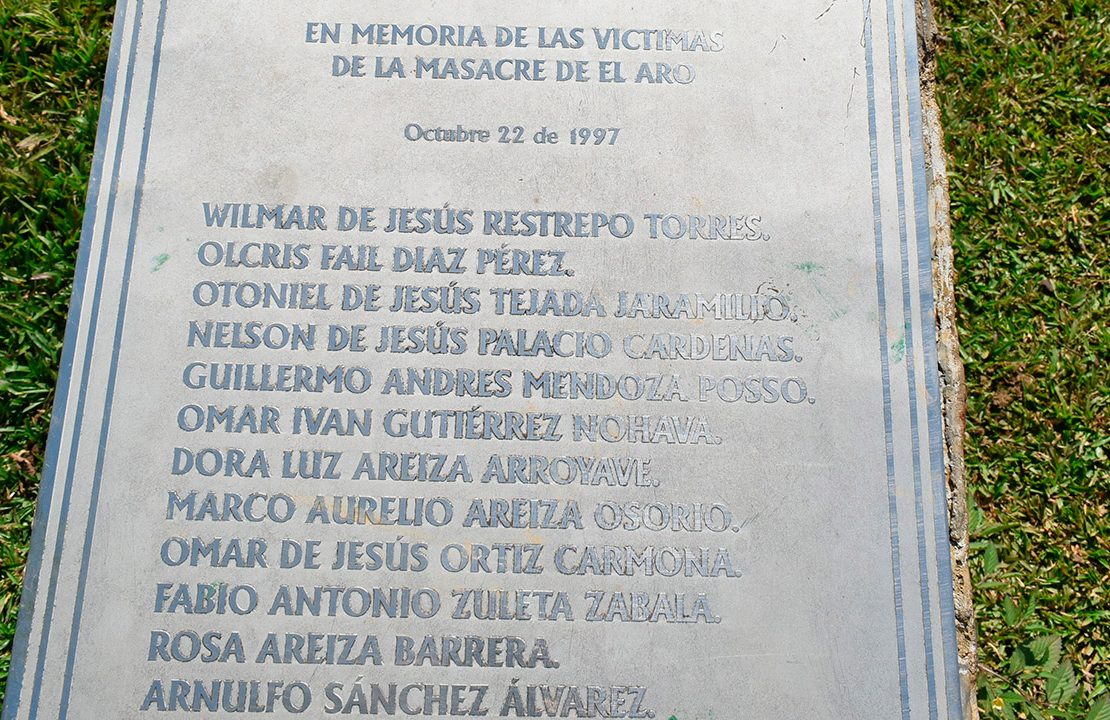 EN MEMORIA DE LAS VICTIMAS
DE LA MASACRE DE EL ARO
Octubre 22 de 1997
WILMAR DE JESÚS RESTREPO TORRES.
OLCRIS FAIL DIAZ PÉREZ.
OTONIEL DE JESÚS TEJADA JARAMILLO.
NELSON DE JESÚS PALACIO CARDENAS.
GUILLERMO ANDRES MENDOZA POSSO.
OMAR IVAN GUTIÉRREZ NOHAVA.
DORA LUZ AREIZA ARROYAVE.
MARCO AURELIO AREIZA OSORIO.
OMAR DE JESÚS ORTIZ CARMONA.
FABIO ANTONIO ZULETA ZABALA.
ROSA AREIZA BARRERA.
ARNULFO SÁNCHEZ ÁLVAREZ.